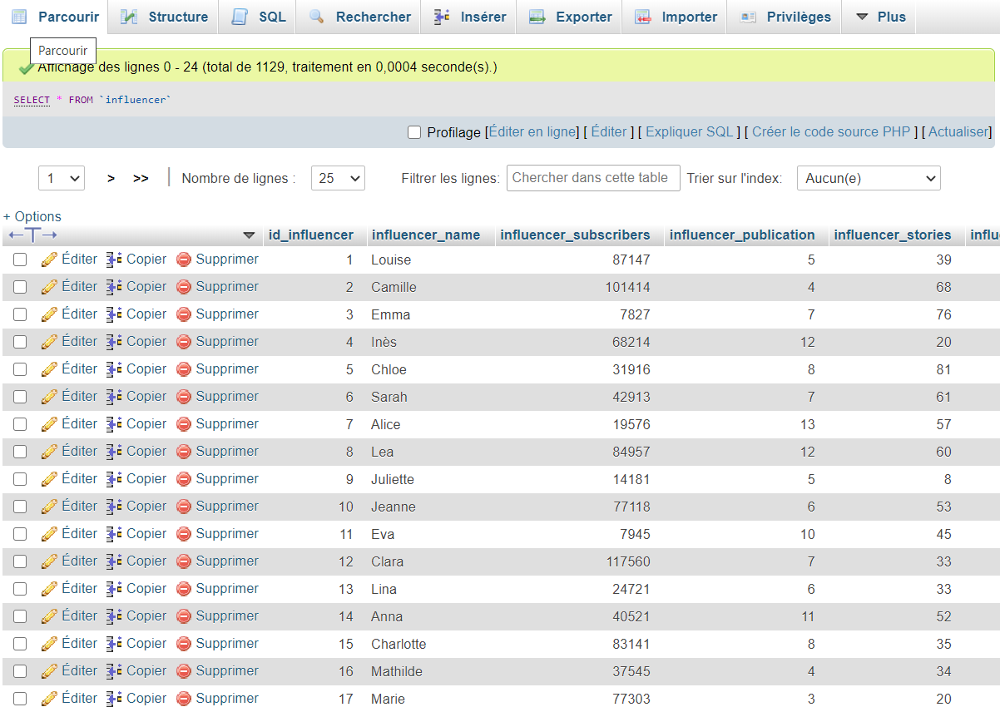 Parcourir Structure SQL Rechercher Insérer Exporter Importer Privilèges Plus
Parcourir
Affichage des lignes 0 - 24 (total de 1129, traitement en 0,0004 seconde(s).)
SELECT * FROM `influencer`
Profilage [Éditer en ligne] [ Éditer ] [ Expliquer SQL ] [ Créer le code source PHP ] [ Actualiser]
1 > >> | Nombre de lignes : 25 Filtrer les lignes: Chercher dans cette table Trier sur l'index: Aucun(e)
+ Options
←T→ id_influencer influencer_name influencer_subscribers influencer_publication influencer_stories influ
Éditer Copier Supprimer 1 Louise 87147 5 39
Éditer Copier Supprimer 2 Camille 101414 4 68
Éditer Copier Supprimer 3 Emma 7827 7 76
Éditer Copier Supprimer 4 Inès 68214 12 20
Éditer Copier Supprimer 5 Chloe 31916 8 81
Éditer Copier Supprimer 6 Sarah 42913 7 61
Éditer Copier Supprimer 7 Alice 19576 13 57
Éditer Copier Supprimer 8 Lea 84957 12 60
Éditer Copier Supprimer 9 Juliette 14181 5 8
Éditer Copier Supprimer 10 Jeanne 77118 6 53
Éditer Copier Supprimer 11 Eva 7945 10 45
Éditer Copier Supprimer 12 Clara 117560 7 33
Éditer Copier Supprimer 13 Lina 24721 6 33
Éditer Copier Supprimer 14 Anna 40521 11 52
Éditer Copier Supprimer 15 Charlotte 83141 8 35
Éditer Copier Supprimer 16 Mathilde 37545 4 34
Éditer Copier Supprimer 17 Marie 77303 3 20